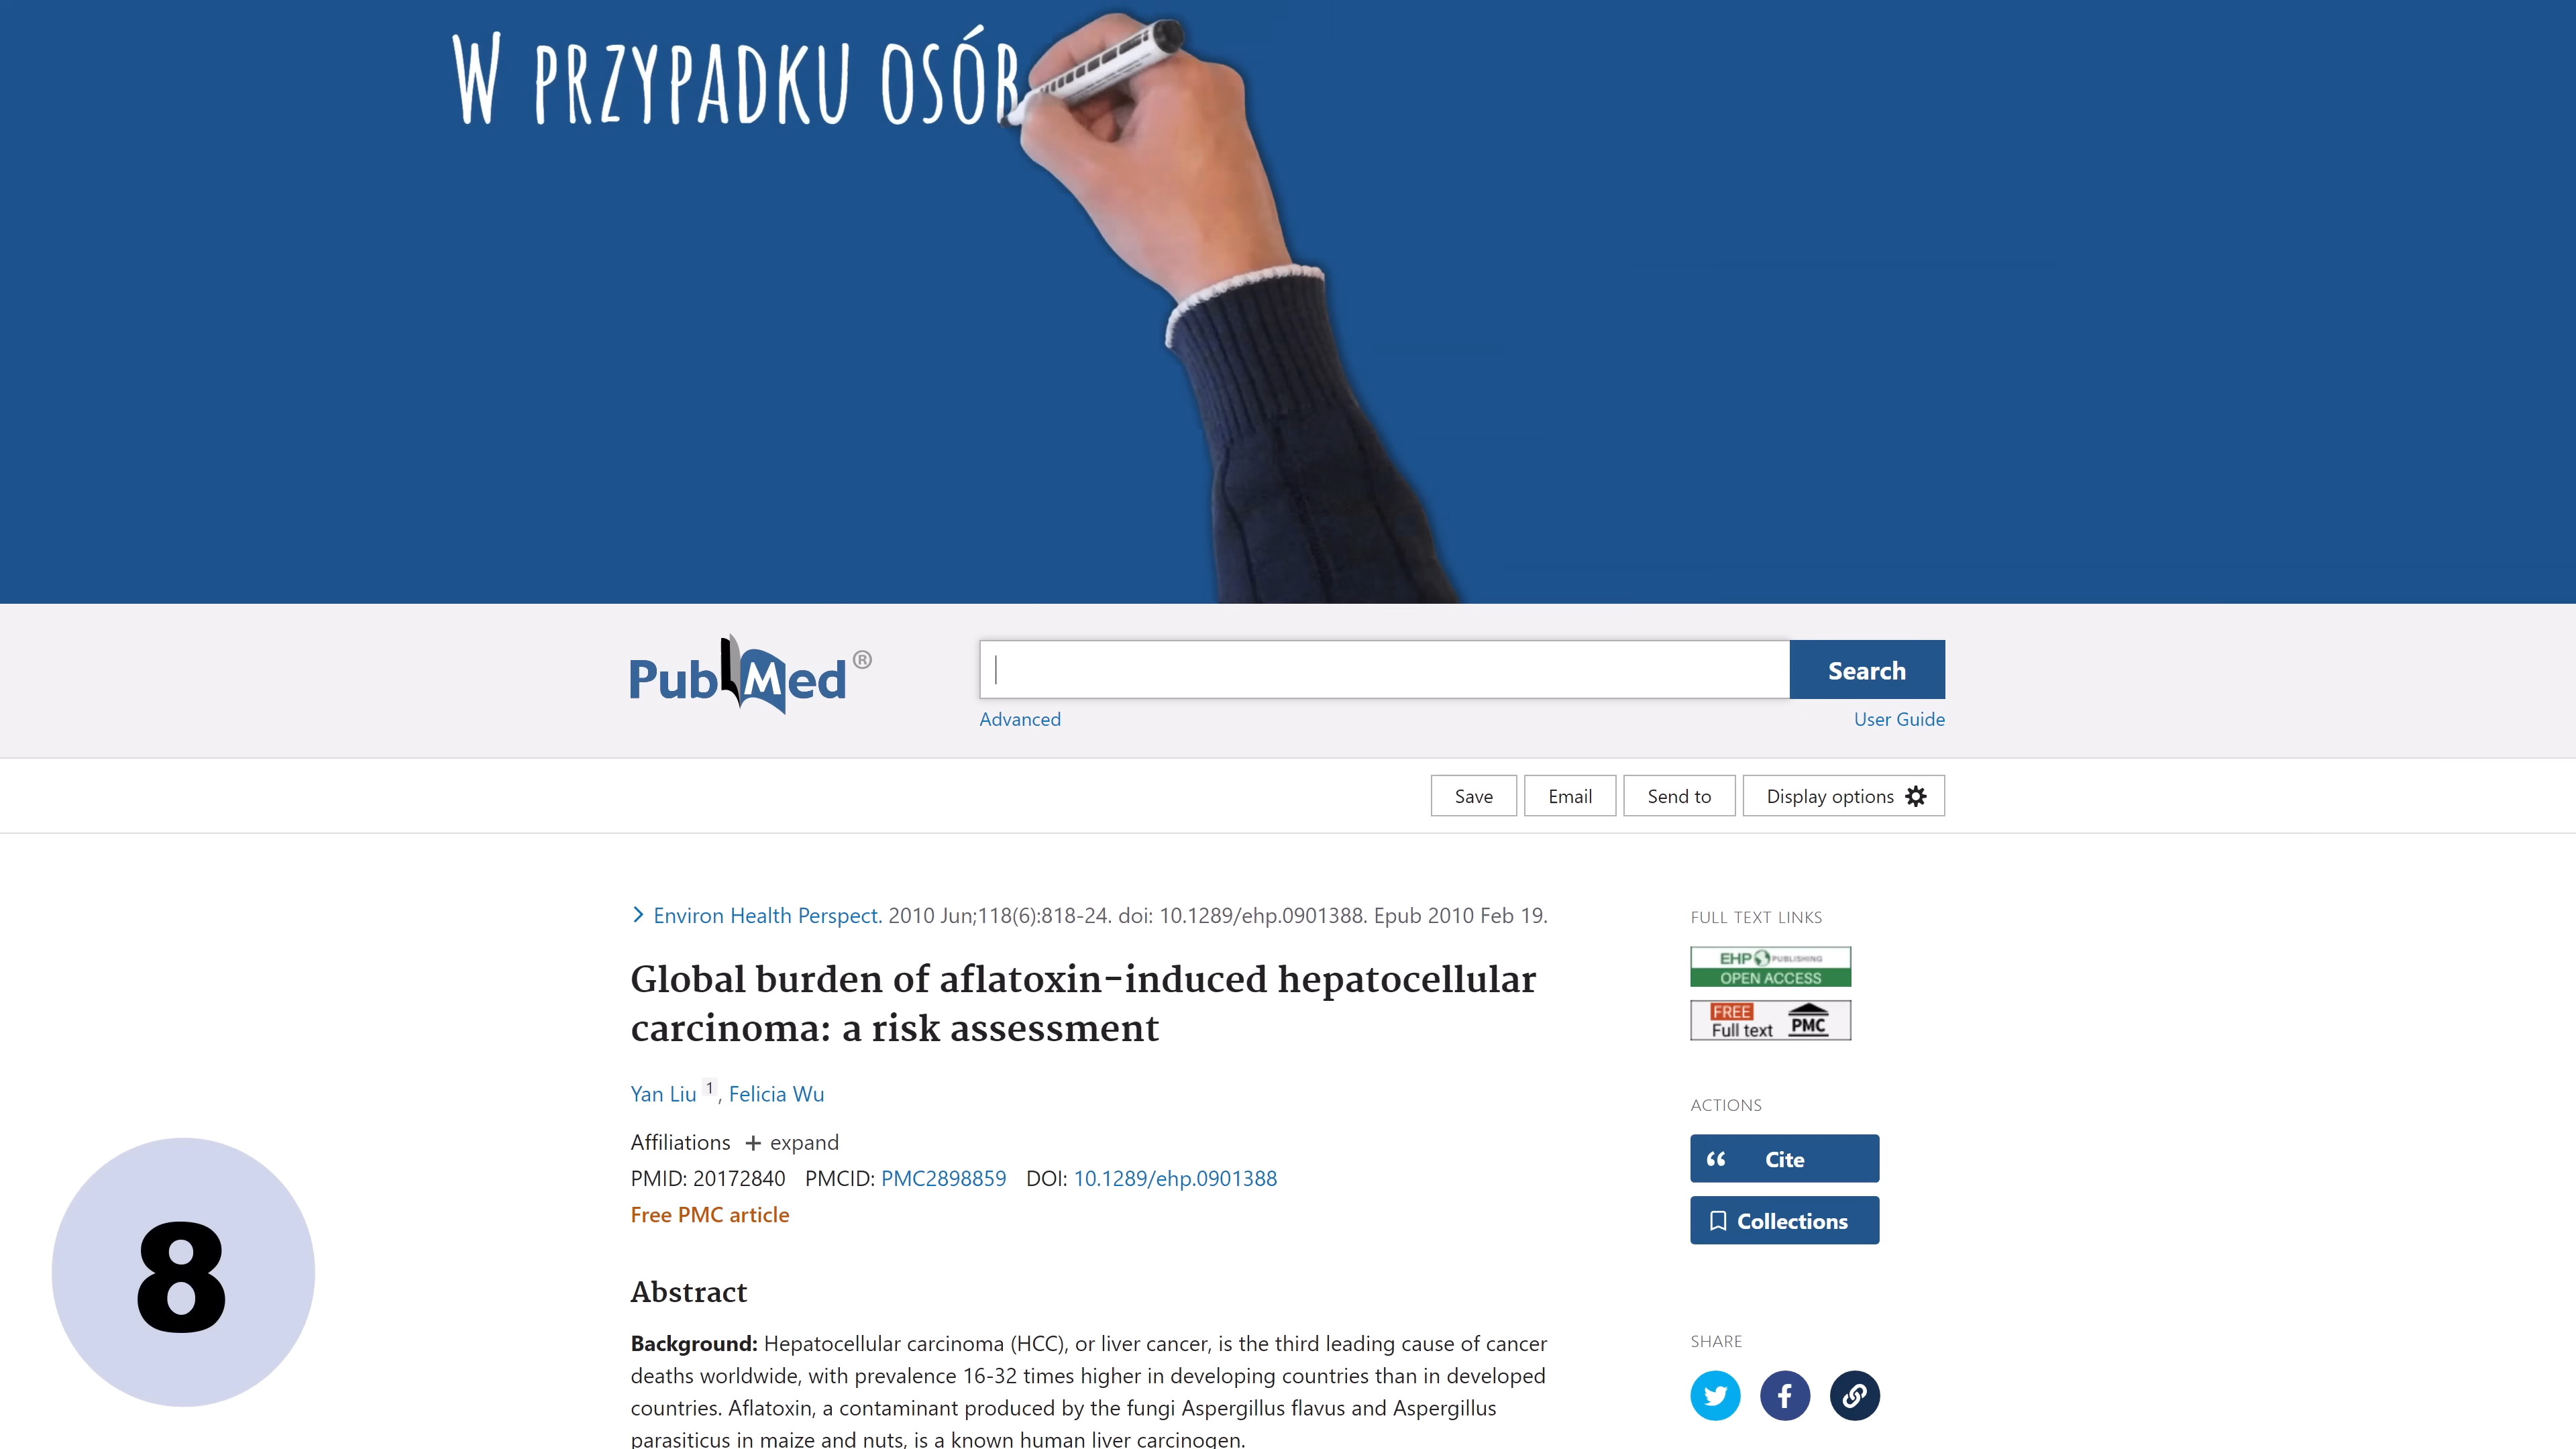 W PRZYPADKU OSÓB
PubMed®
Search
Advanced
User Guide
Save
Email
Send to
Display options
Environ Health Perspect. 2010 Jun;118(6):818-24. doi: 10.1289/ehp.0901388. Epub 2010 Feb 19.
Global burden of aflatoxin-induced hepatocellular
carcinoma: a risk assessment
Yan Liu 1, Felicia Wu
Affiliations + expand
PMID: 20172840 PMCID: PMC2898859 DOI: 10.1289/ehp.0901388
Free PMC article
Abstract
Background: Hepatocellular carcinoma (HCC), or liver cancer, is the third leading cause of cancer
deaths worldwide, with prevalence 16-32 times higher in developing countries than in developed
countries. Aflatoxin, a contaminant produced by the fungi Aspergillus flavus and Aspergillus
parasiticus in maize and nuts, is a known human liver carcinogen.
FULL TEXT LINKS
EHP PUBLISHING
OPEN ACCESS
FREE
Full text PMC
ACTIONS
Cite
Collections
SHARE
8